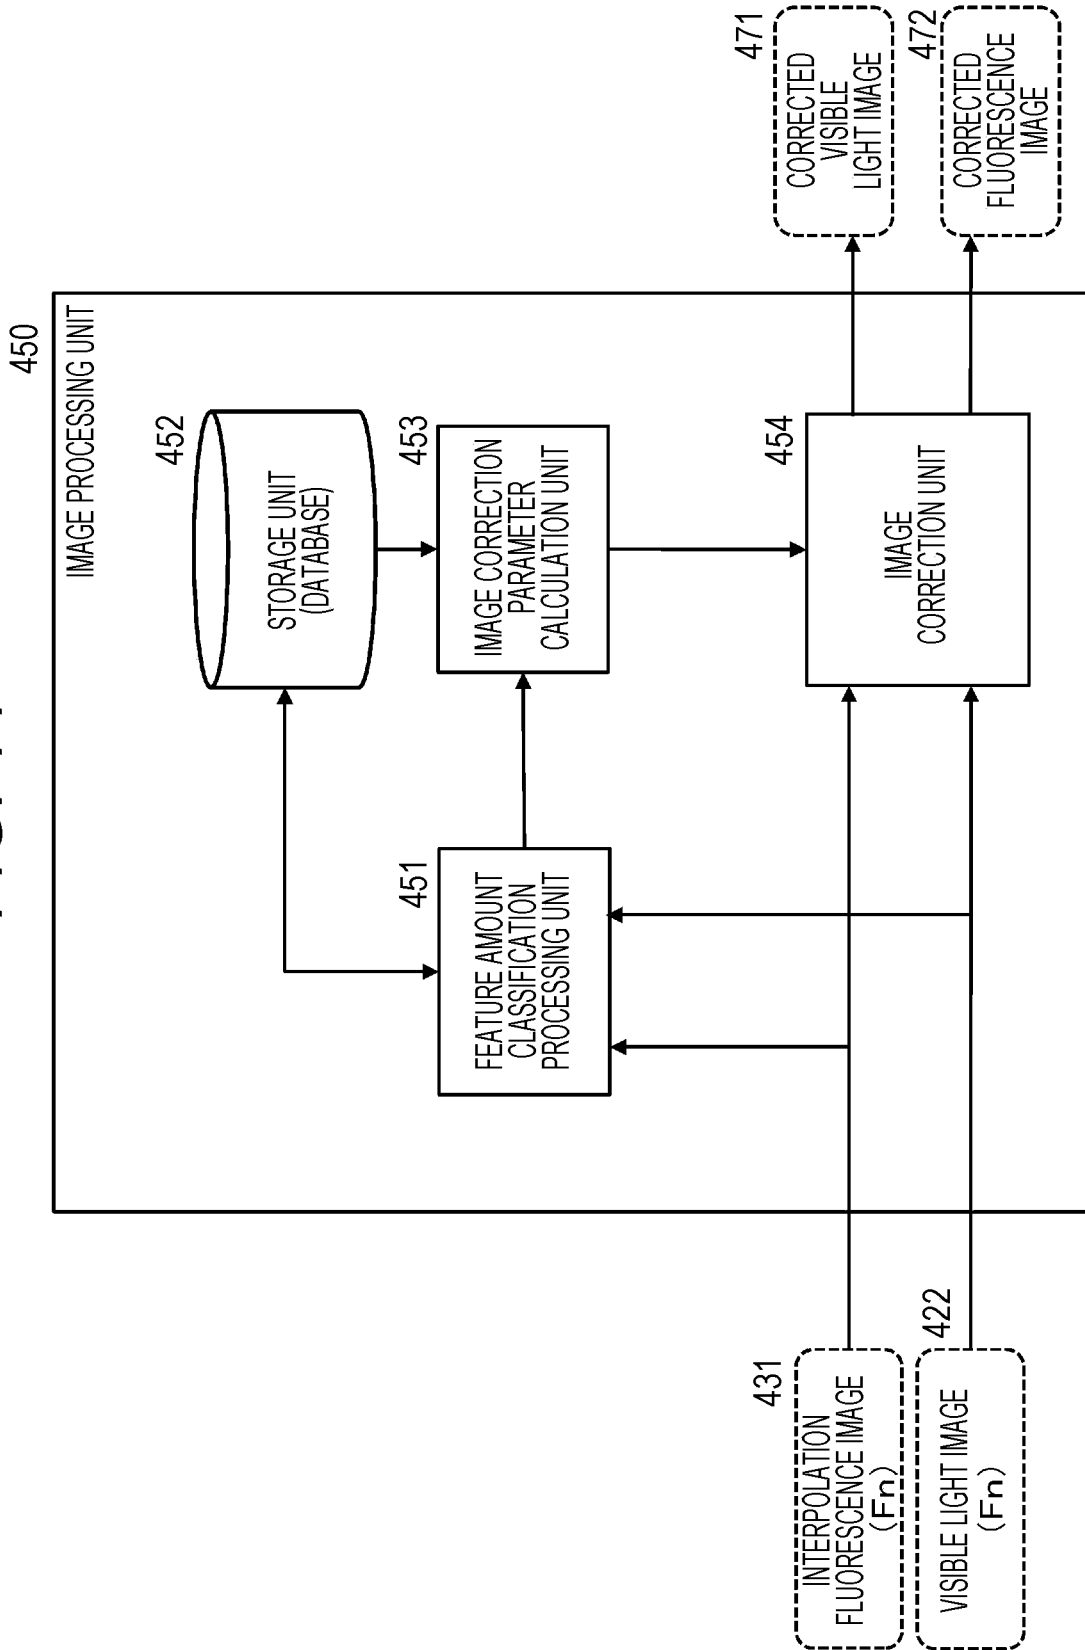 450
IMAGE PROCESSING UNIT
452
STORAGE UNIT
(DATABASE)
451
FEATURE AMOUNT
CLASSIFICATION
PROCESSING UNIT
453
IMAGE CORRECTION
PARAMETER
CALCULATION UNIT
431
INTERPOLATION
FLUORESCENCE IMAGE
(Fn)
422
VISIBLE LIGHT IMAGE
(Fn)
454
IMAGE
CORRECTION UNIT
471
CORRECTED
VISIBLE
LIGHT IMAGE
472
CORRECTED
FLUORESCENCE
IMAGE